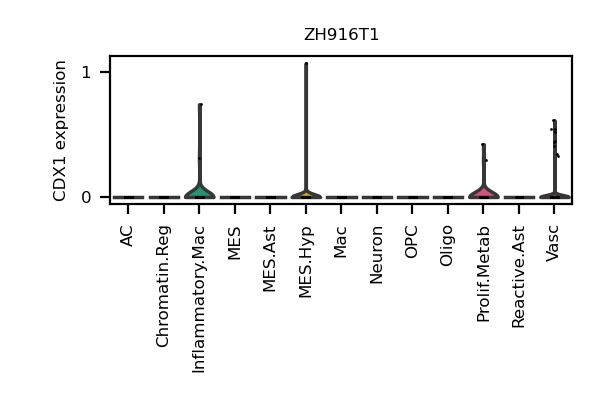 ZH916T1
CDX1 expression
1
0
AC
Chromatin.Reg
Inflammatory.Mac
MES
MES.Ast
MES.Hyp
Mac
Neuron
OPC
Oligo
Prolif.Metab
Reactive.Ast
Vasc